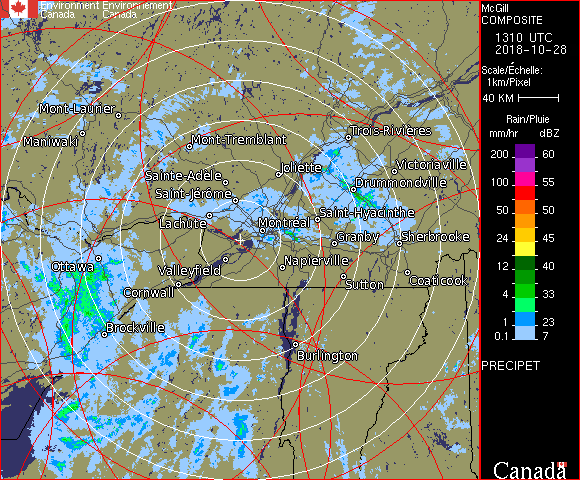 Environment Environnement
Canada Canada
McGill
COMPOSITE
1310 UTC
2018-10-28
Scale/Échelle:
1km/Pixel
40 KM
Rain/Pluie
mm/hr dBZ
200 60
100 55
50 50
24 45
12 40
4 33
1 23
0.1 7
PRECIPET
Mont-Laurier
Maniwaki
Mont-Tremblant
Trois-Rivières
Joliette
Victoriaville
Sainte-Adèle
Drummondville
Saint-Jérôme
Saint-Hyacinthe
Lachute
Montréal
Granby
Sherbrooke
Ottawa
Valleyfield
Napierville
Cornwall
Sutton
Coaticook
Brockville
Burlington
Canada